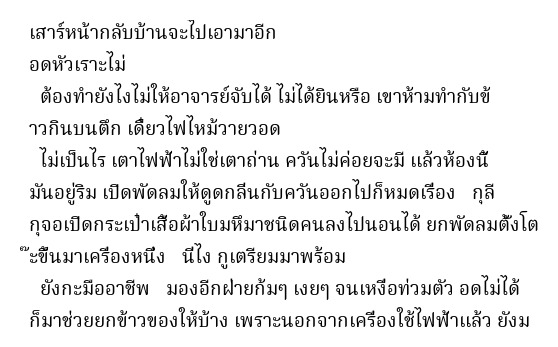 เสาร์หน้ากลับบ้านจะไปเอามาอีก
อดหัวเราะไม่
ต้องทำยังไงไม่ให้อาจารย์จับได้ ไม่ได้ยินหรือ เขาห้ามทำกับข้
าวกินบนตึก เดี๋ยวไฟไหม้วายวอด
ไม่เป็นไร เตาไฟฟ้าไม่ใช่เตาถ่าน ควันไม่ค่อยจะมี แล้วห้องนี้
มันอยู่ริม เปิดพัดลมให้ดูดกลิ่นกับควันออกไปก็หมดเรื่อง กุลี
กุจอเปิดกระเป๋าเสื้อผ้าใบมหึมาชนิดคนลงไปนอนได้ ยกพัดลมตั้งโต
๊ะขึ้นมาเครื่องหนึ่ง นี่ไง กูเตรียมมาพร้อม
ยังกะมืออาชีพ มองอีกฝ่ายก้มๆ เงยๆ จนเหงื่อท่วมตัว อดไม่ได้
ก็มาช่วยยกข้าวของให้บ้าง เพราะนอกจากเครื่องใช้ไฟฟ้าแล้ว ยังม